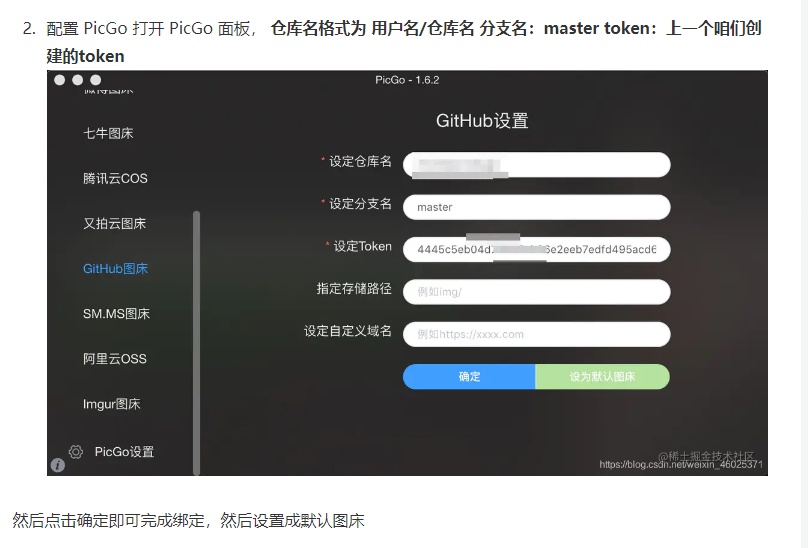 2. 配置 PicGo 打开 PicGo 面板， 仓库名格式为 用户名/仓库名 分支名：master token：上一个咱们创
建的token
PicGo - 1.6.2
微博图床
七牛图床
腾讯云COS
又拍云图床
GitHub图床
SM.MS图床
阿里云OSS
Imgur图床
PicGo设置
GitHub设置
* 设定仓库名
* 设定分支名 master
* 设定Token 4445c5eb04d 6e2eeb7edfd495acd6
指定存储路径 例如img/
设定自定义域名 例如https://xxxx.com
确定 设为默认图床
@稀土掘金技术社区
https://blog.csdn.net/weixin_46025371
然后点击确定即可完成绑定，然后设置成默认图床